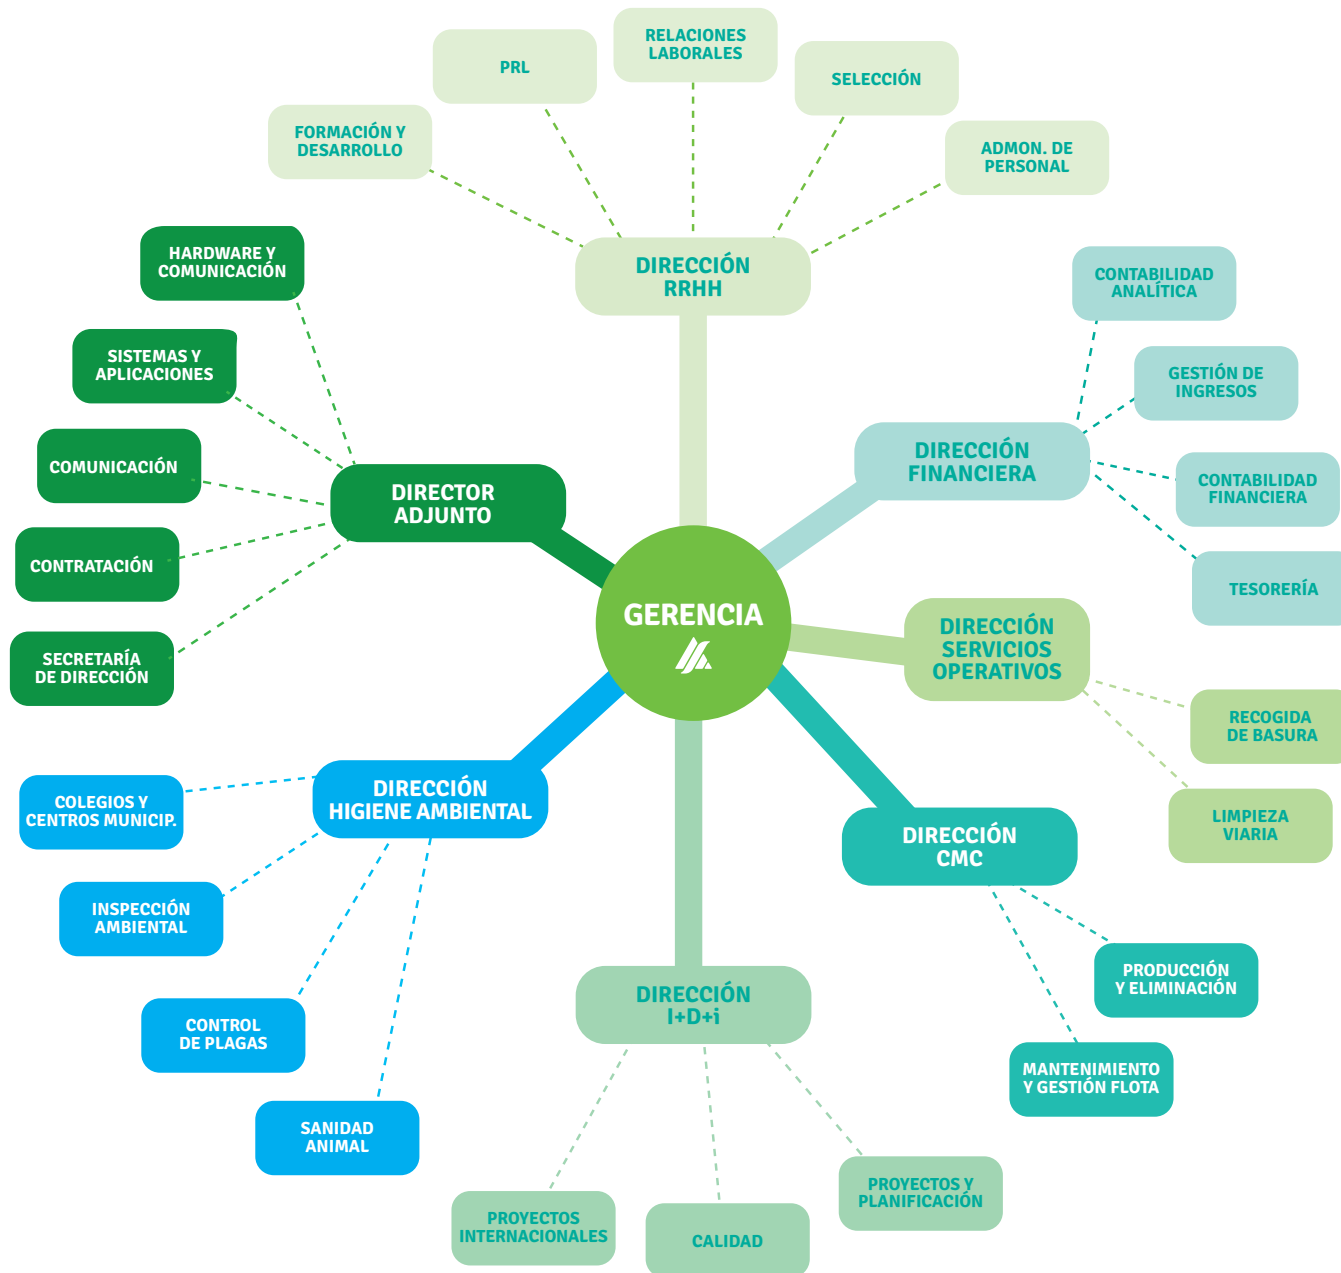 RELACIONES
LABORALES
PRL
SELECCIÓN
FORMACIÓN Y
DESARROLLO
ADMON. DE
PERSONAL
DIRECCIÓN
RRHH
HARDWARE Y
COMUNICACIÓN
SISTEMAS Y
APLICACIONES
COMUNICACIÓN
CONTRATACIÓN
SECRETARÍA
DE DIRECCIÓN
DIRECTOR
ADJUNTO
CONTABILIDAD
ANALÍTICA
GESTIÓN DE
INGRESOS
CONTABILIDAD
FINANCIERA
TESORERÍA
DIRECCIÓN
FINANCIERA
GERENCIA
DIRECCIÓN
SERVICIOS
OPERATIVOS
RECOGIDA
DE BASURA
LIMPIEZA
VIARIA
DIRECCIÓN
HIGIENE AMBIENTAL
COLEGIOS Y
CENTROS MUNICIP.
INSPECCIÓN
AMBIENTAL
CONTROL
DE PLAGAS
SANIDAD
ANIMAL
DIRECCIÓN
CMC
PRODUCCIÓN
Y ELIMINACIÓN
MANTENIMIENTO
Y GESTIÓN FLOTA
DIRECCIÓN
I+D+i
PROYECTOS
INTERNACIONALES
CALIDAD
PROYECTOS Y
PLANIFICACIÓN